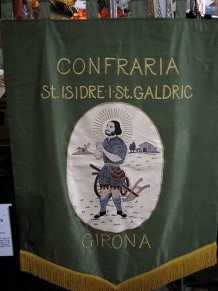 CONFRARIA
St. ISIDRE·I·St. GALDRIC
GIRONA